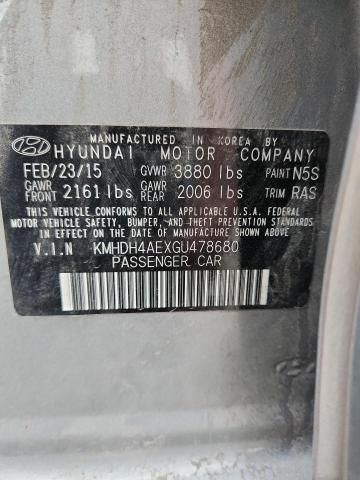 MANUFACTURED IN KOREA BY
HYUNDAI MOTOR COMPANY
FEB/23/15 GVWR 3880 lbs PAINT N5S
GAWR FRONT 2161 lbs GAWR REAR 2006 lbs TRIM RAS
THIS VEHICLE CONFORMS TO ALL APPLICABLE U.S.A. FEDERAL
MOTOR VEHICLE SAFETY, BUMPER, AND THEFT PREVENTION STANDARDS
IN EFFECT ON THE DATE OF MANUFACTURE SHOWN ABOVE.
V.I.N KMHDH4AEXGU478680
PASSENGER CAR